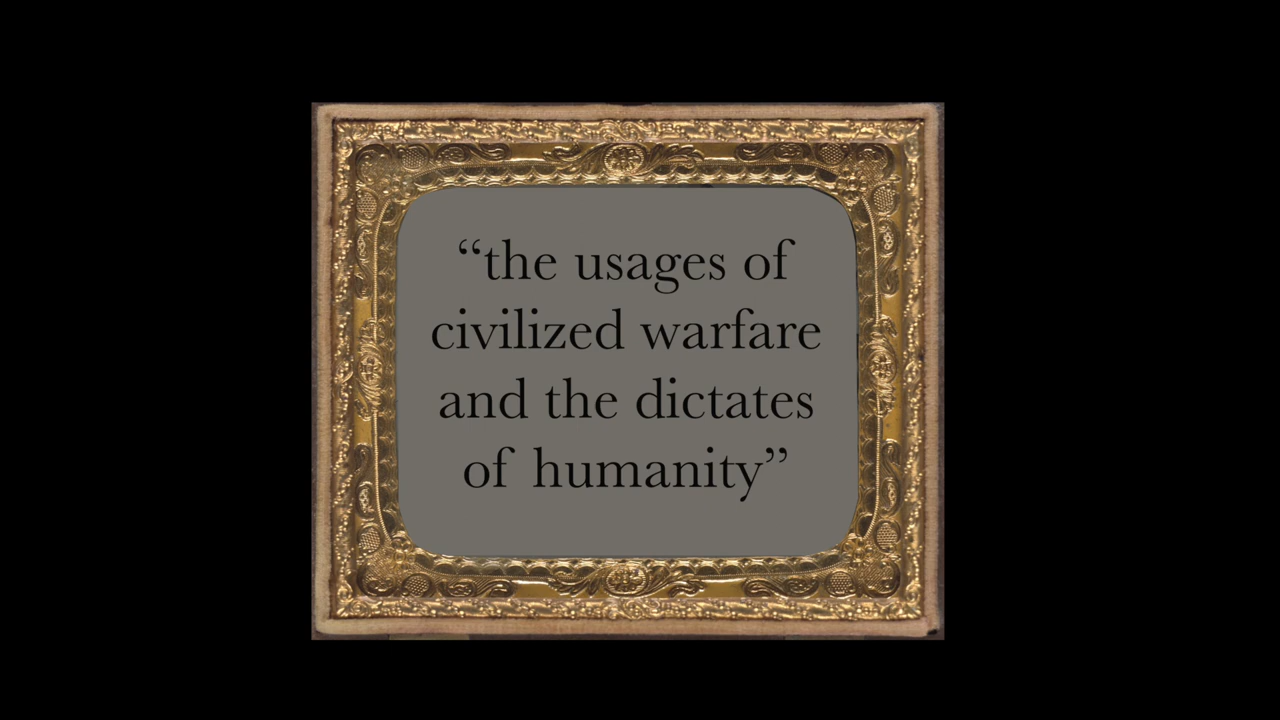 “the usages of
civilized warfare
and the dictates
of humanity”